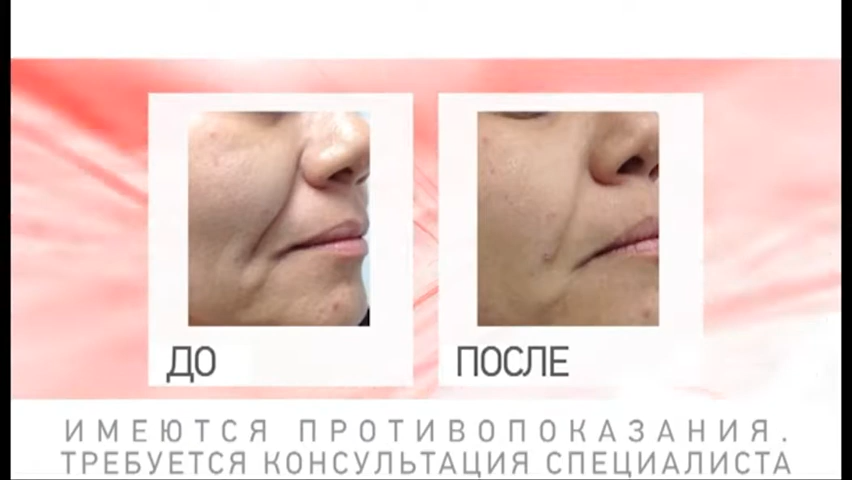 ДО
ПОСЛЕ
ИМЕЮТСЯ ПРОТИВОПОКАЗАНИЯ.
ТРЕБУЕТСЯ КОНСУЛЬТАЦИЯ СПЕЦИАЛИСТА